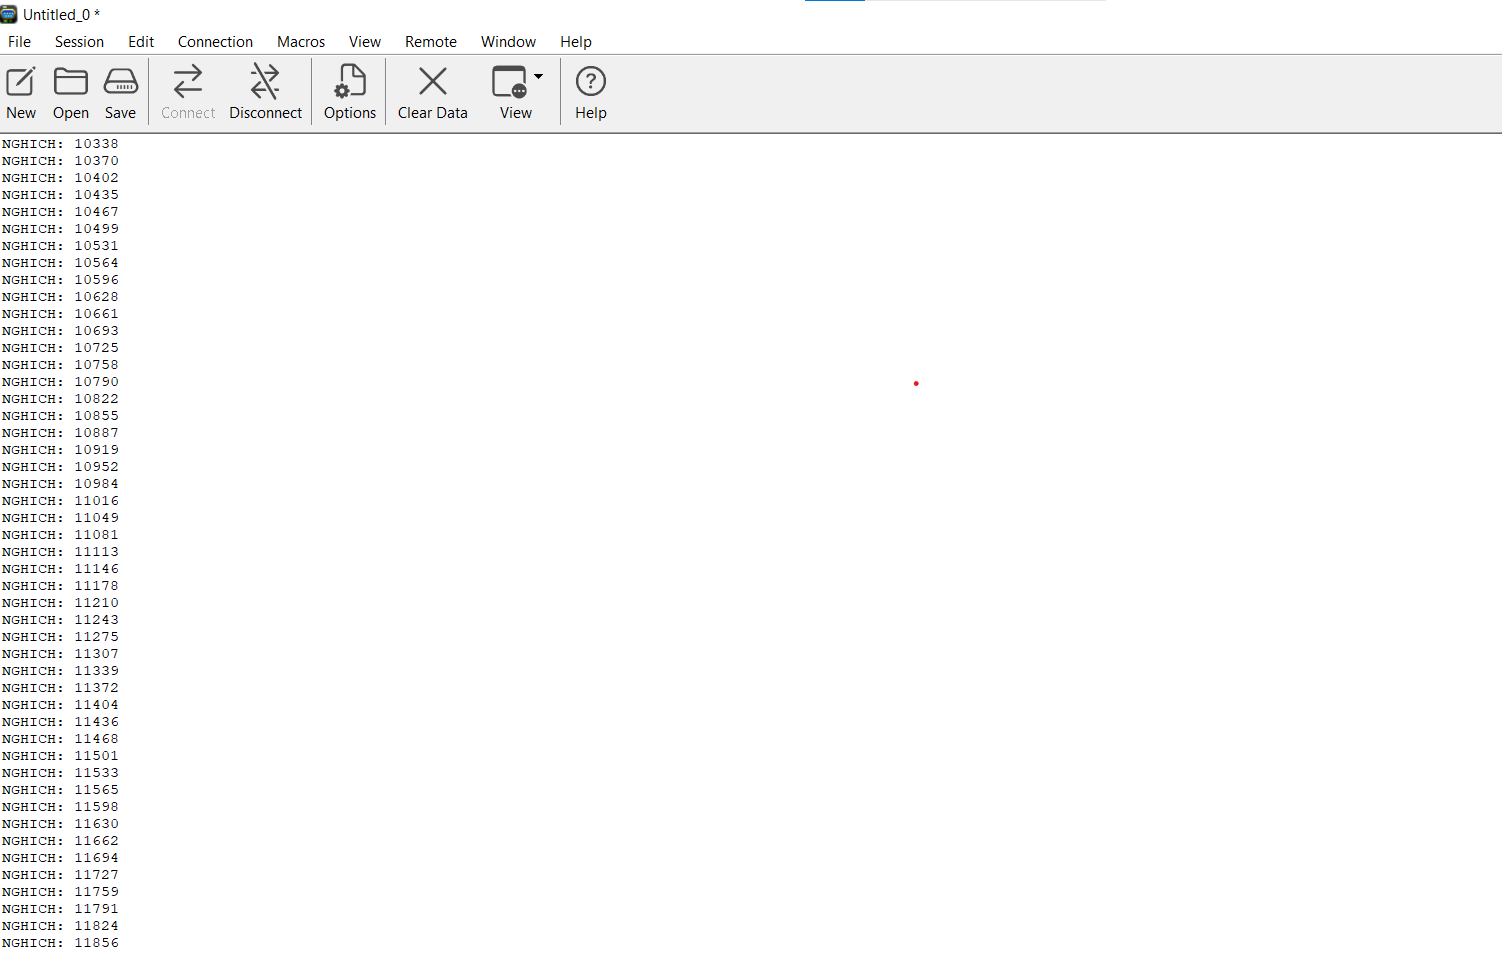 Untitled_0 *
File Session Edit Connection Macros View Remote Window Help
New Open Save Connect Disconnect Options Clear Data View Help
NGHICH: 10338
NGHICH: 10370
NGHICH: 10402
NGHICH: 10435
NGHICH: 10467
NGHICH: 10499
NGHICH: 10531
NGHICH: 10564
NGHICH: 10596
NGHICH: 10628
NGHICH: 10661
NGHICH: 10693
NGHICH: 10725
NGHICH: 10758
NGHICH: 10790
NGHICH: 10822
NGHICH: 10855
NGHICH: 10887
NGHICH: 10919
NGHICH: 10952
NGHICH: 10984
NGHICH: 11016
NGHICH: 11049
NGHICH: 11081
NGHICH: 11113
NGHICH: 11146
NGHICH: 11178
NGHICH: 11210
NGHICH: 11243
NGHICH: 11275
NGHICH: 11307
NGHICH: 11339
NGHICH: 11372
NGHICH: 11404
NGHICH: 11436
NGHICH: 11468
NGHICH: 11501
NGHICH: 11533
NGHICH: 11565
NGHICH: 11598
NGHICH: 11630
NGHICH: 11662
NGHICH: 11694
NGHICH: 11727
NGHICH: 11759
NGHICH: 11791
NGHICH: 11824
NGHICH: 11856